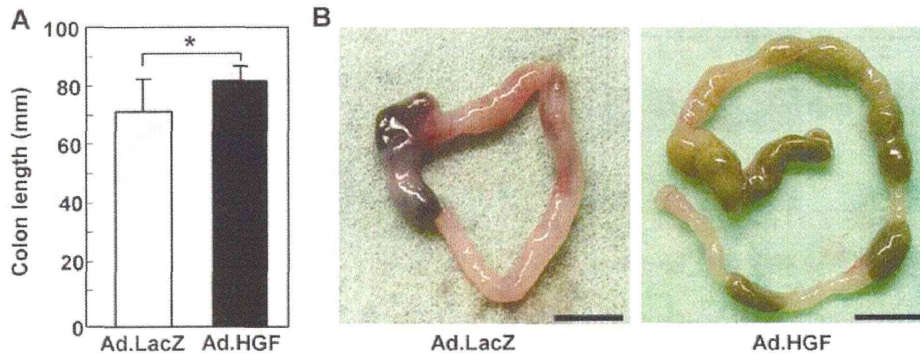 A
Colon length (mm)
100
80
60
40
20
0
*
Ad.LacZ Ad.HGF
B
Ad.LacZ
Ad.HGF